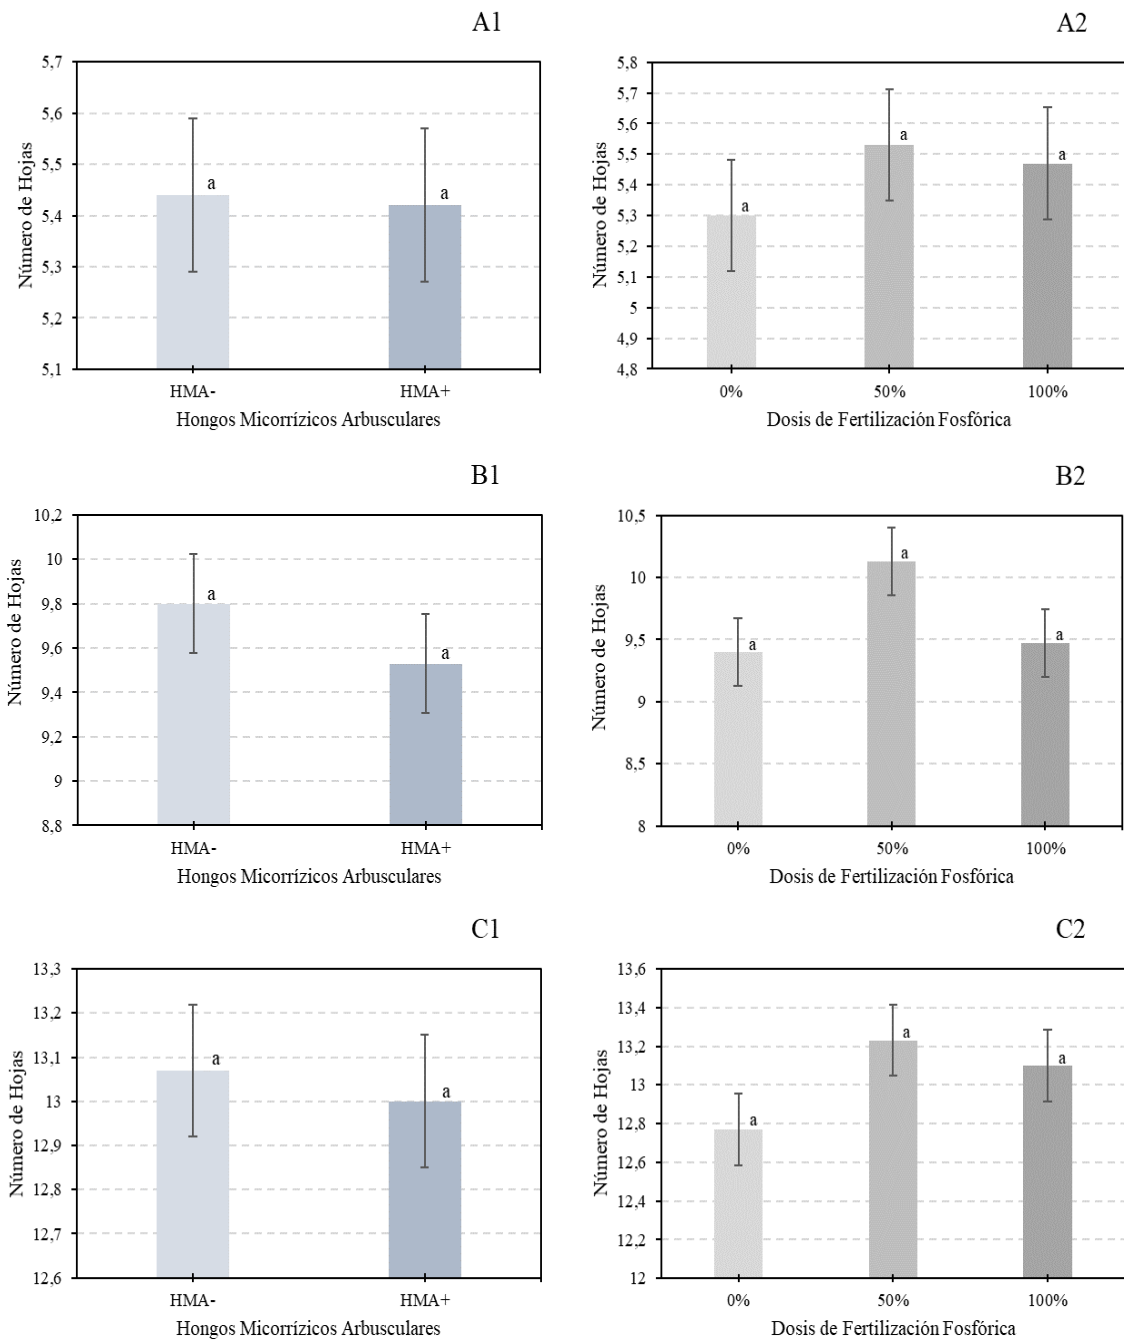 A1
5,7
5,6
5,5
5,4
5,3
5,2
5,1
Número de Hojas
a
a
HMA-
HMA+
Hongos Micorrízicos Arbusculares
A2
5,8
5,7
5,6
5,5
5,4
5,3
5,2
5,1
5
4,9
4,8
Número de Hojas
a
a
a
0%
50%
100%
Dosis de Fertilización Fosfórica
B1
10,2
10
9,8
9,6
9,4
9,2
9
8,8
Número de Hojas
a
a
HMA-
HMA+
Hongos Micorrízicos Arbusculares
B2
10,5
10
9,5
9
8,5
8
Número de Hojas
a
a
a
0%
50%
100%
Dosis de Fertilización Fosfórica
C1
13,3
13,2
13,1
13
12,9
12,8
12,7
12,6
Número de Hojas
a
a
HMA-
HMA+
Hongos Micorrízicos Arbusculares
C2
13,6
13,4
13,2
13
12,8
12,6
12,4
12,2
12
Número de Hojas
a
a
a
0%
50%
100%
Dosis de Fertilización Fosfórica